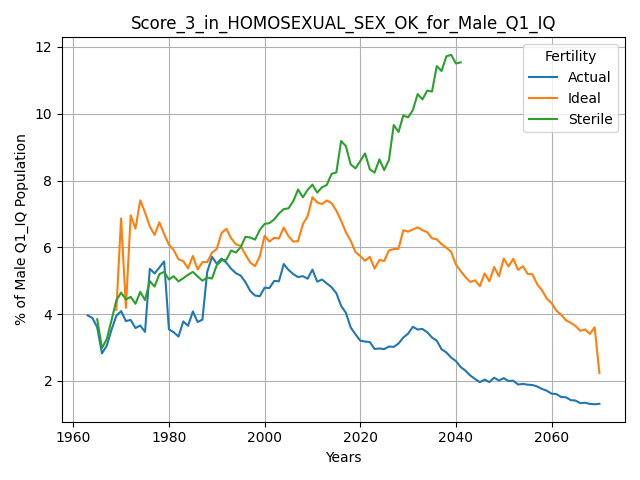 Score_3_in_HOMOSEXUAL_SEX_OK_for_Male_Q1_IQ
% of Male Q1_IQ Population
12
10
8
6
4
2
Fertility
Actual
Ideal
Sterile
1960 1980 2000 2020 2040 2060
Years